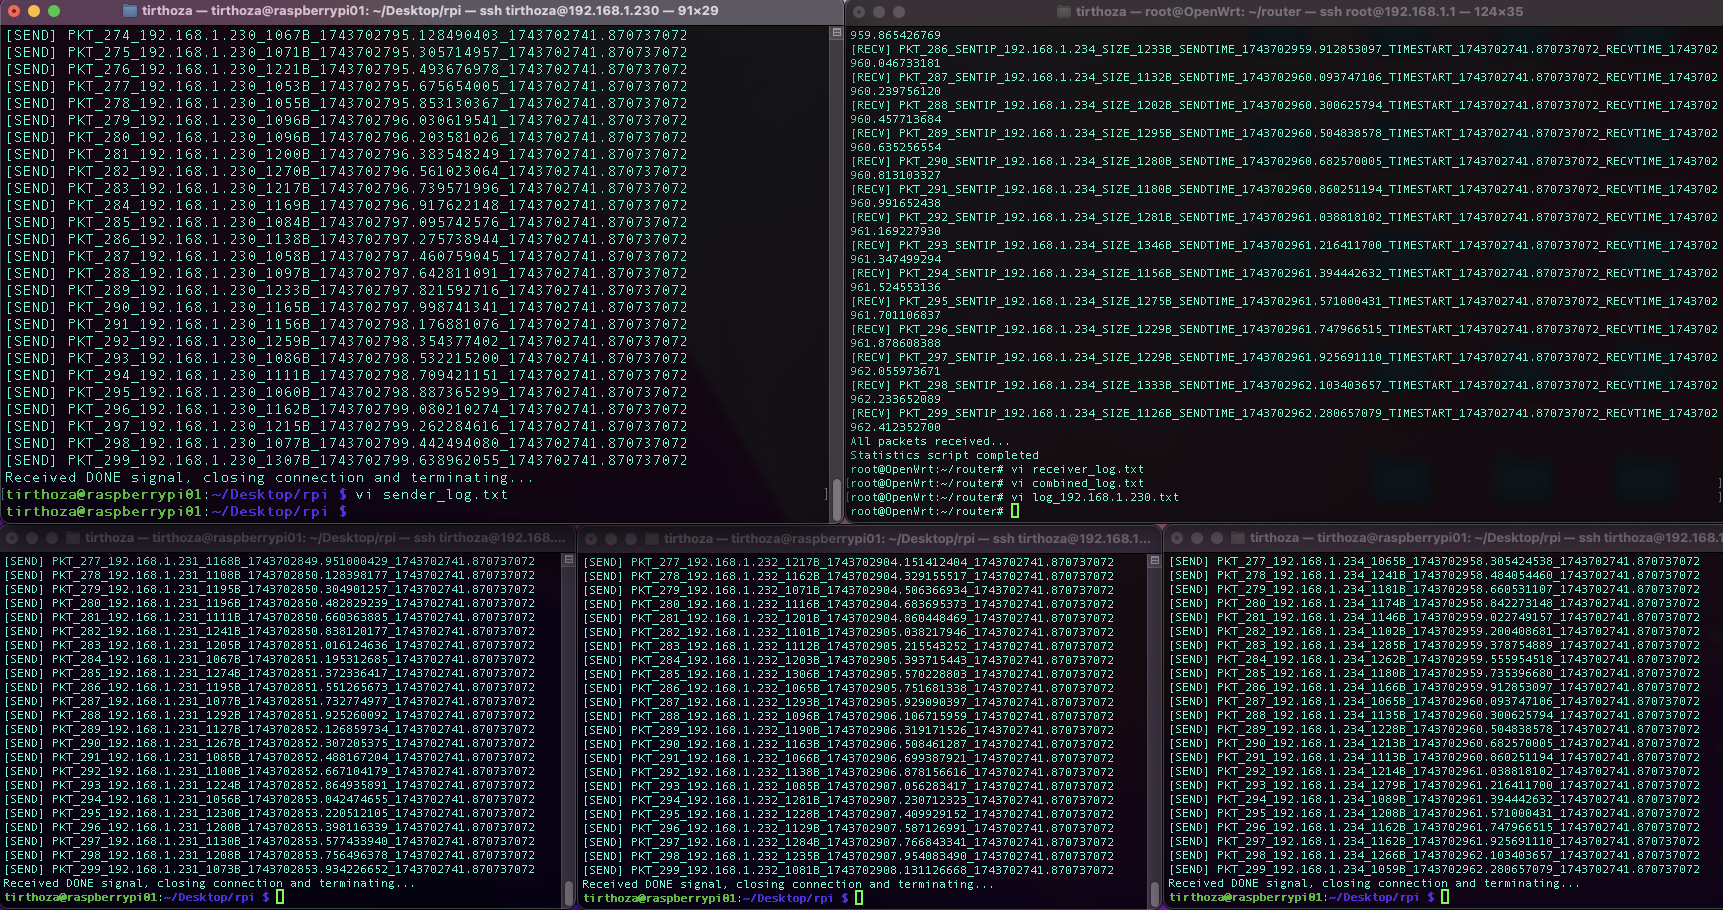 tirthoza — tirthoza@raspberrypi01: ~/Desktop/rpi — ssh tirthoza@192.168.1.230 — 91×29
[SEND] PKT_274_192.168.1.230_1067B_1743702795.128490403_1743702741.870737072
[SEND] PKT_275_192.168.1.230_1071B_1743702795.305714957_1743702741.870737072
[SEND] PKT_276_192.168.1.230_1221B_1743702795.493676978_1743702741.870737072
[SEND] PKT_277_192.168.1.230_1053B_1743702795.675654005_1743702741.870737072
[SEND] PKT_278_192.168.1.230_1055B_1743702795.853130367_1743702741.870737072
[SEND] PKT_279_192.168.1.230_1096B_1743702796.030619541_1743702741.870737072
[SEND] PKT_280_192.168.1.230_1096B_1743702796.203581026_1743702741.870737072
[SEND] PKT_281_192.168.1.230_1200B_1743702796.383548249_1743702741.870737072
[SEND] PKT_282_192.168.1.230_1270B_1743702796.561023064_1743702741.870737072
[SEND] PKT_283_192.168.1.230_1217B_1743702796.739571996_1743702741.870737072
[SEND] PKT_284_192.168.1.230_1169B_1743702796.917622148_1743702741.870737072
[SEND] PKT_285_192.168.1.230_1084B_1743702797.095742576_1743702741.870737072
[SEND] PKT_286_192.168.1.230_1138B_1743702797.275738944_1743702741.870737072
[SEND] PKT_287_192.168.1.230_1058B_1743702797.460759045_1743702741.870737072
[SEND] PKT_288_192.168.1.230_1097B_1743702797.642811091_1743702741.870737072
[SEND] PKT_289_192.168.1.230_1233B_1743702797.821592716_1743702741.870737072
[SEND] PKT_290_192.168.1.230_1165B_1743702797.998741341_1743702741.870737072
[SEND] PKT_291_192.168.1.230_1156B_1743702798.176881076_1743702741.870737072
[SEND] PKT_292_192.168.1.230_1259B_1743702798.354377402_1743702741.870737072
[SEND] PKT_293_192.168.1.230_1086B_1743702798.532215200_1743702741.870737072
[SEND] PKT_294_192.168.1.230_1111B_1743702798.709421151_1743702741.870737072
[SEND] PKT_295_192.168.1.230_1060B_1743702798.887365299_1743702741.870737072
[SEND] PKT_296_192.168.1.230_1162B_1743702799.080210274_1743702741.870737072
[SEND] PKT_297_192.168.1.230_1215B_1743702799.262284616_1743702741.870737072
[SEND] PKT_298_192.168.1.230_1077B_1743702799.442494080_1743702741.870737072
[SEND] PKT_299_192.168.1.230_1307B_1743702799.638962055_1743702741.870737072
Received DONE signal, closing connection and terminating...
[tirthoza@raspberrypi01:~/Desktop/rpi $ vi sender_log.txt ]
tirthoza@raspberrypi01:~/Desktop/rpi $
tirthoza — root@OpenWrt: ~/router — ssh root@192.168.1.1 — 124×35
959.865426769
[RECV] PKT_286_SENTIP_192.168.1.234_SIZE_1233B_SENDTIME_1743702959.912853097_TIMESTART_1743702741.870737072_RECVTIME_1743702
960.046733181
[RECV] PKT_287_SENTIP_192.168.1.234_SIZE_1132B_SENDTIME_1743702960.093747106_TIMESTART_1743702741.870737072_RECVTIME_1743702
960.239756120
[RECV] PKT_288_SENTIP_192.168.1.234_SIZE_1202B_SENDTIME_1743702960.300625794_TIMESTART_1743702741.870737072_RECVTIME_1743702
960.457713684
[RECV] PKT_289_SENTIP_192.168.1.234_SIZE_1295B_SENDTIME_1743702960.504838578_TIMESTART_1743702741.870737072_RECVTIME_1743702
960.635256554
[RECV] PKT_290_SENTIP_192.168.1.234_SIZE_1280B_SENDTIME_1743702960.682570005_TIMESTART_1743702741.870737072_RECVTIME_1743702
960.813103327
[RECV] PKT_291_SENTIP_192.168.1.234_SIZE_1180B_SENDTIME_1743702960.860251194_TIMESTART_1743702741.870737072_RECVTIME_1743702
960.991652438
[RECV] PKT_292_SENTIP_192.168.1.234_SIZE_1281B_SENDTIME_1743702961.038818102_TIMESTART_1743702741.870737072_RECVTIME_1743702
961.169227930
[RECV] PKT_293_SENTIP_192.168.1.234_SIZE_1346B_SENDTIME_1743702961.216411700_TIMESTART_1743702741.870737072_RECVTIME_1743702
961.347499294
[RECV] PKT_294_SENTIP_192.168.1.234_SIZE_1156B_SENDTIME_1743702961.394442632_TIMESTART_1743702741.870737072_RECVTIME_1743702
961.524553136
[RECV] PKT_295_SENTIP_192.168.1.234_SIZE_1275B_SENDTIME_1743702961.571000431_TIMESTART_1743702741.870737072_RECVTIME_1743702
961.701106837
[RECV] PKT_296_SENTIP_192.168.1.234_SIZE_1229B_SENDTIME_1743702961.747966515_TIMESTART_1743702741.870737072_RECVTIME_1743702
961.878608388
[RECV] PKT_297_SENTIP_192.168.1.234_SIZE_1229B_SENDTIME_1743702961.925691110_TIMESTART_1743702741.870737072_RECVTIME_1743702
962.055973671
[RECV] PKT_298_SENTIP_192.168.1.234_SIZE_1333B_SENDTIME_1743702962.103403657_TIMESTART_1743702741.870737072_RECVTIME_1743702
962.233652089
[RECV] PKT_299_SENTIP_192.168.1.234_SIZE_1126B_SENDTIME_1743702962.280657079_TIMESTART_1743702741.870737072_RECVTIME_1743702
962.412352700
All packets received...
Statistics script completed
root@OpenWrt:~/router# vi receiver_log.txt
[root@OpenWrt:~/router# vi combined_log.txt ]
[root@OpenWrt:~/router# vi log_192.168.1.230.txt ]
root@OpenWrt:~/router#
tirthoza — tirthoza@raspberrypi01: ~/Desktop/rpi — ssh tirthoza@192.168....
[SEND] PKT_277_192.168.1.231_1168B_1743702849.951000429_1743702741.870737072
[SEND] PKT_278_192.168.1.231_1108B_1743702850.128398177_1743702741.870737072
[SEND] PKT_279_192.168.1.231_1195B_1743702850.304901257_1743702741.870737072
[SEND] PKT_280_192.168.1.231_1196B_1743702850.482829239_1743702741.870737072
[SEND] PKT_281_192.168.1.231_1111B_1743702850.660363885_1743702741.870737072
[SEND] PKT_282_192.168.1.231_1241B_1743702850.838120177_1743702741.870737072
[SEND] PKT_283_192.168.1.231_1205B_1743702851.016124636_1743702741.870737072
[SEND] PKT_284_192.168.1.231_1067B_1743702851.195312685_1743702741.870737072
[SEND] PKT_285_192.168.1.231_1274B_1743702851.372336417_1743702741.870737072
[SEND] PKT_286_192.168.1.231_1195B_1743702851.551265673_1743702741.870737072
[SEND] PKT_287_192.168.1.231_1077B_1743702851.732774977_1743702741.870737072
[SEND] PKT_288_192.168.1.231_1292B_1743702851.925260092_1743702741.870737072
[SEND] PKT_289_192.168.1.231_1127B_1743702852.126859734_1743702741.870737072
[SEND] PKT_290_192.168.1.231_1267B_1743702852.307205375_1743702741.870737072
[SEND] PKT_291_192.168.1.231_1085B_1743702852.488167204_1743702741.870737072
[SEND] PKT_292_192.168.1.231_1100B_1743702852.667104179_1743702741.870737072
[SEND] PKT_293_192.168.1.231_1224B_1743702852.864935891_1743702741.870737072
[SEND] PKT_294_192.168.1.231_1056B_1743702853.042474655_1743702741.870737072
[SEND] PKT_295_192.168.1.231_1230B_1743702853.220512105_1743702741.870737072
[SEND] PKT_296_192.168.1.231_1280B_1743702853.398116339_1743702741.870737072
[SEND] PKT_297_192.168.1.231_1130B_1743702853.577433940_1743702741.870737072
[SEND] PKT_298_192.168.1.231_1208B_1743702853.756496378_1743702741.870737072
[SEND] PKT_299_192.168.1.231_1073B_1743702853.934226652_1743702741.870737072
Received DONE signal, closing connection and terminating...
tirthoza@raspberrypi01:~/Desktop/rpi $
tirthoza — tirthoza@raspberrypi01: ~/Desktop/rpi — ssh tirthoza@192.168.1...
[SEND] PKT_277_192.168.1.232_1217B_1743702904.151412404_1743702741.870737072
[SEND] PKT_278_192.168.1.232_1162B_1743702904.329155517_1743702741.870737072
[SEND] PKT_279_192.168.1.232_1071B_1743702904.506366934_1743702741.870737072
[SEND] PKT_280_192.168.1.232_1116B_1743702904.683695373_1743702741.870737072
[SEND] PKT_281_192.168.1.232_1201B_1743702904.860448469_1743702741.870737072
[SEND] PKT_282_192.168.1.232_1101B_1743702905.038217946_1743702741.870737072
[SEND] PKT_283_192.168.1.232_1112B_1743702905.215543252_1743702741.870737072
[SEND] PKT_284_192.168.1.232_1203B_1743702905.393715443_1743702741.870737072
[SEND] PKT_285_192.168.1.232_1306B_1743702905.570228803_1743702741.870737072
[SEND] PKT_286_192.168.1.232_1065B_1743702905.751681338_1743702741.870737072
[SEND] PKT_287_192.168.1.232_1293B_1743702905.929090397_1743702741.870737072
[SEND] PKT_288_192.168.1.232_1096B_1743702906.106715959_1743702741.870737072
[SEND] PKT_289_192.168.1.232_1190B_1743702906.319171526_1743702741.870737072
[SEND] PKT_290_192.168.1.232_1163B_1743702906.508461287_1743702741.870737072
[SEND] PKT_291_192.168.1.232_1066B_1743702906.699387921_1743702741.870737072
[SEND] PKT_292_192.168.1.232_1138B_1743702906.878156616_1743702741.870737072
[SEND] PKT_293_192.168.1.232_1085B_1743702907.056283417_1743702741.870737072
[SEND] PKT_294_192.168.1.232_1281B_1743702907.230712323_1743702741.870737072
[SEND] PKT_295_192.168.1.232_1228B_1743702907.409929152_1743702741.870737072
[SEND] PKT_296_192.168.1.232_1129B_1743702907.587126991_1743702741.870737072
[SEND] PKT_297_192.168.1.232_1284B_1743702907.766843341_1743702741.870737072
[SEND] PKT_298_192.168.1.232_1235B_1743702907.954083490_1743702741.870737072
[SEND] PKT_299_192.168.1.232_1081B_1743702908.131126668_1743702741.870737072
Received DONE signal, closing connection and terminating...
tirthoza@raspberrypi01:~/Desktop/rpi $
tirthoza — tirthoza@raspberrypi01: ~/Desktop/rpi — ssh tirthoza@192.168.1
[SEND] PKT_277_192.168.1.234_1065B_1743702958.305424538_1743702741.870737072
[SEND] PKT_278_192.168.1.234_1241B_1743702958.484054460_1743702741.870737072
[SEND] PKT_279_192.168.1.234_1181B_1743702958.660531107_1743702741.870737072
[SEND] PKT_280_192.168.1.234_1174B_1743702958.842273140_1743702741.870737072
[SEND] PKT_281_192.168.1.234_1146B_1743702959.022749157_1743702741.870737072
[SEND] PKT_282_192.168.1.234_1102B_1743702959.200408681_1743702741.870737072
[SEND] PKT_283_192.168.1.234_1285B_1743702959.378754889_1743702741.870737072
[SEND] PKT_284_192.168.1.234_1262B_1743702959.555954518_1743702741.870737072
[SEND] PKT_285_192.168.1.234_1180B_1743702959.735396680_1743702741.870737072
[SEND] PKT_286_192.168.1.234_1166B_1743702959.912853097_1743702741.870737072
[SEND] PKT_287_192.168.1.234_1065B_1743702960.093747106_1743702741.870737072
[SEND] PKT_288_192.168.1.234_1135B_1743702960.300625794_1743702741.870737072
[SEND] PKT_289_192.168.1.234_1228B_1743702960.504838578_1743702741.870737072
[SEND] PKT_290_192.168.1.234_1213B_1743702960.682570005_1743702741.870737072
[SEND] PKT_291_192.168.1.234_1113B_1743702960.860251194_1743702741.870737072
[SEND] PKT_292_192.168.1.234_1214B_1743702961.038818102_1743702741.870737072
[SEND] PKT_293_192.168.1.234_1279B_1743702961.216411700_1743702741.870737072
[SEND] PKT_294_192.168.1.234_1089B_1743702961.394442632_1743702741.870737072
[SEND] PKT_295_192.168.1.234_1208B_1743702961.571000431_1743702741.870737072
[SEND] PKT_296_192.168.1.234_1162B_1743702961.747966515_1743702741.870737072
[SEND] PKT_297_192.168.1.234_1162B_1743702961.925691110_1743702741.870737072
[SEND] PKT_298_192.168.1.234_1266B_1743702962.103403657_1743702741.870737072
[SEND] PKT_299_192.168.1.234_1059B_1743702962.280657079_1743702741.870737072
Received DONE signal, closing connection and terminating...
tirthoza@raspberrypi01:~/Desktop/rpi $